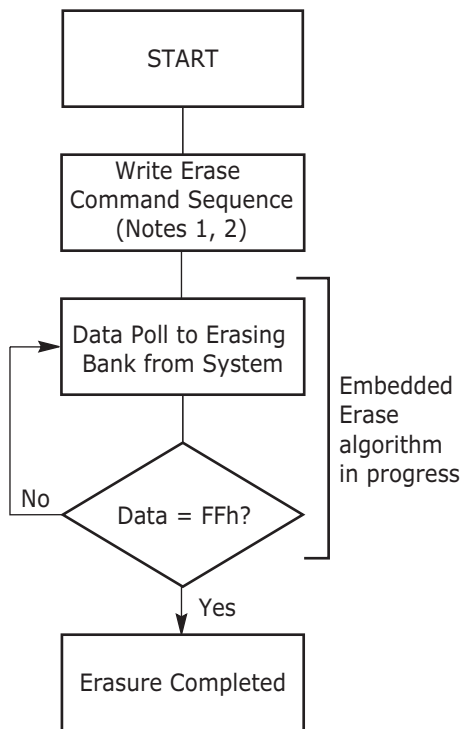 START
Write Erase
Command Sequence
(Notes 1, 2)
Data Poll to Erasing
Bank from System
Embedded
Erase
algorithm
in progress
No
Data = FFh?
Yes
Erasure Completed